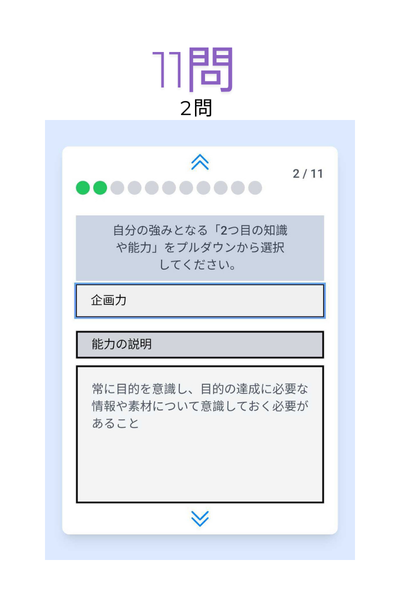 11問
2問
2 / 11
自分の強みとなる「2つ目の知識
や能力」をプルダウンから選択
してください。
企画力
能力の説明
常に目的を意識し、目的の達成に必要な
情報や素材について意識しておく必要が
あること